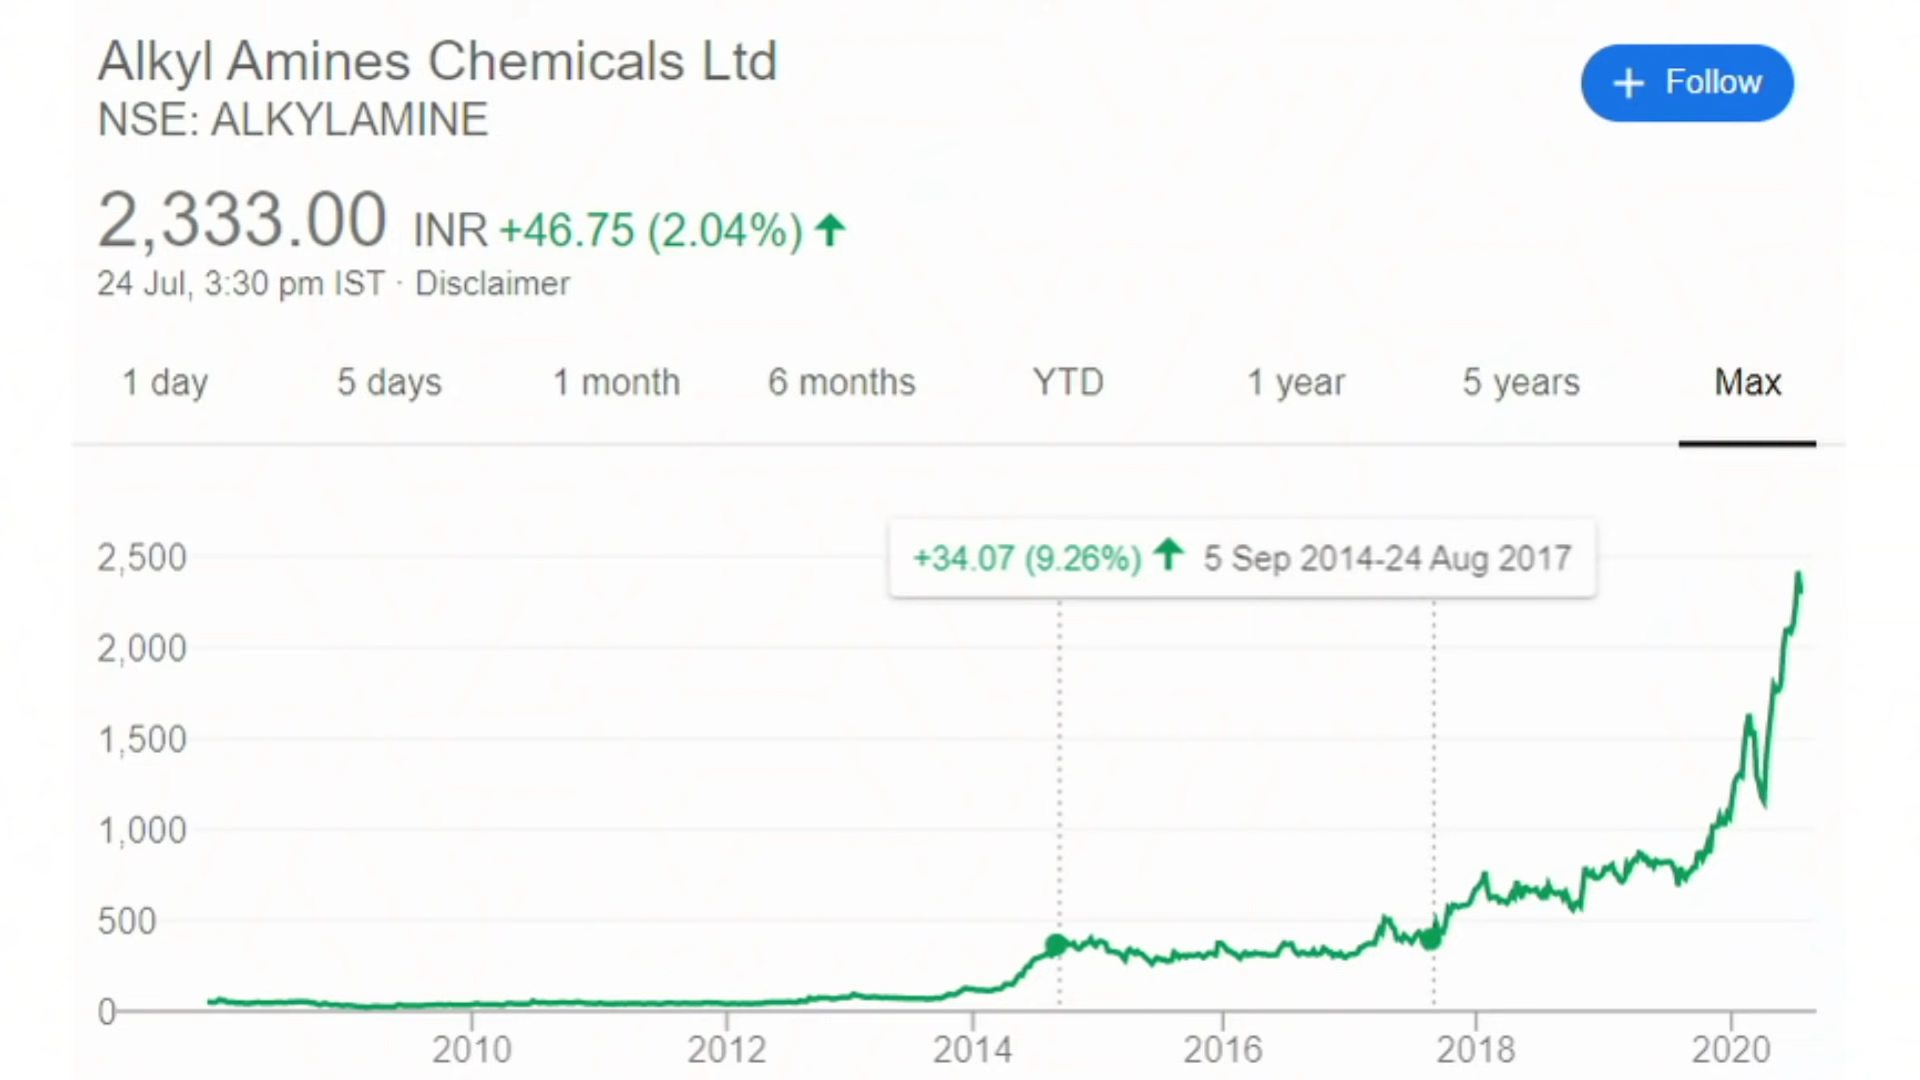 Alkyl Amines Chemicals Ltd
NSE: ALKYLAMINE
+ Follow
2,333.00 INR +46.75 (2.04%) ↑
24 Jul, 3:30 pm IST · Disclaimer
1 day 5 days 1 month 6 months YTD 1 year 5 years Max
+34.07 (9.26%) ↑ 5 Sep 2014-24 Aug 2017
2,500
2,000
1,500
1,000
500
0
2010 2012 2014 2016 2018 2020